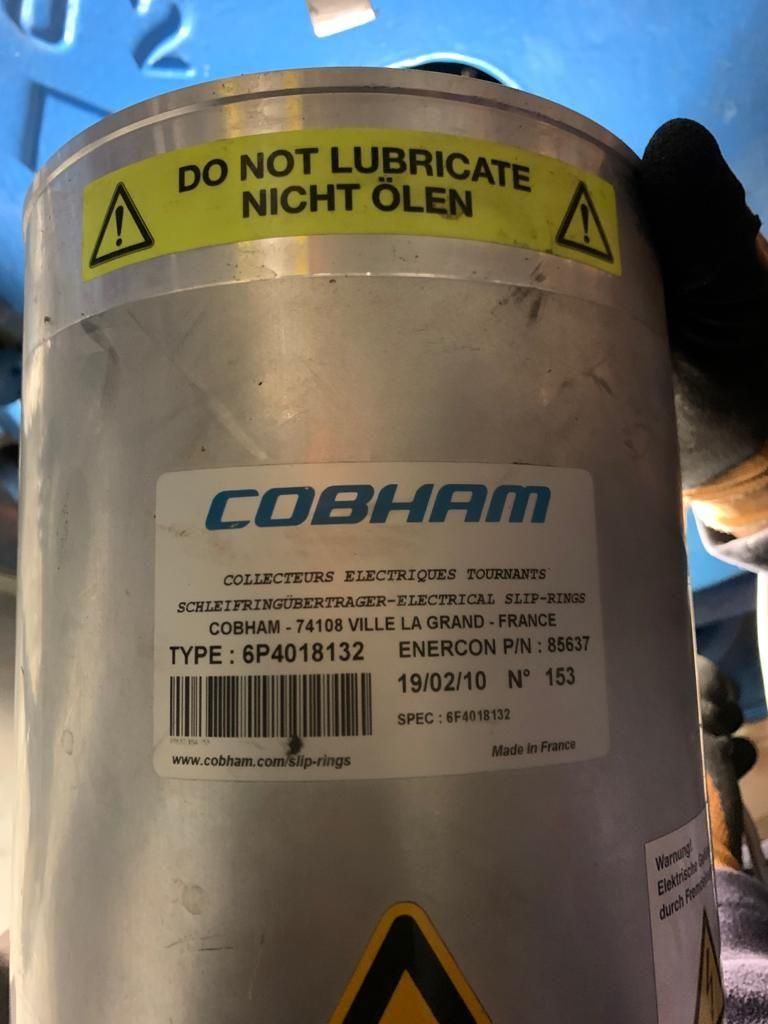 02
DO NOT LUBRICATE
NICHT ÖLEN
COBHAM
COLLECTEURS ELECTRIQUES TOURNANTS
SCHLEIFRINGÜBERTRAGER-ELECTRICAL SLIP-RINGS
COBHAM - 74108 VILLE LA GRAND - FRANCE
TYPE : 6P4018132
ENERCON P/N : 85637
19/02/10 N° 153
SPEC : 6F4018132
www.cobham.com/slip-rings
Made in France
Warnung!
Elektrische
durch